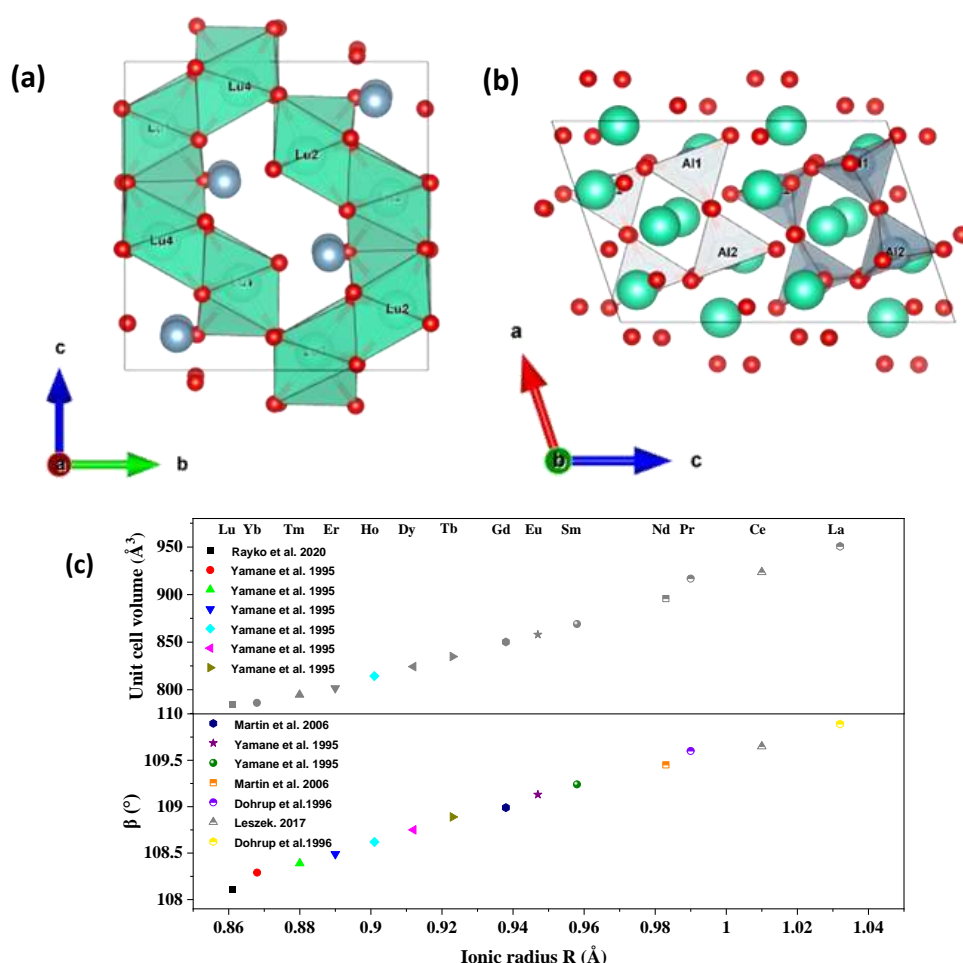 (a)
Lu4
Lu2
Lu4
Lu2
c
a
b
(b)
Al1
Al2
Al2
a
b
c
(c)
Lu Yb Tm Er Ho Dy Tb Gd Eu Sm Nd Pr Ce La
Unit cell volume (Å³)
950
900
850
800
Rayko et al. 2020
Yamane et al. 1995
Yamane et al. 1995
Yamane et al. 1995
Yamane et al. 1995
Yamane et al. 1995
Yamane et al. 1995
β (°)
110
109.5
109
108.5
108
Martin et al. 2006
Yamane et al. 1995
Yamane et al. 1995
Martin et al. 2006
Dohrup et al.1996
Leszek. 2017
Dohrup et al.1996
0.86 0.88 0.9 0.92 0.94 0.96 0.98 1 1.02 1.04
Ionic radius R (Å)